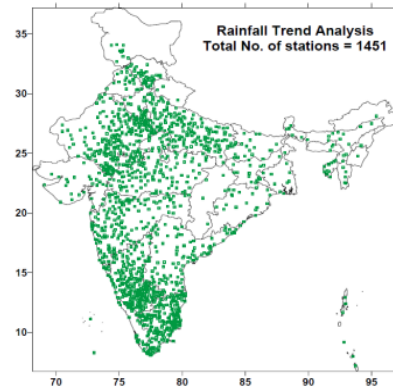 Rainfall Trend Analysis
Total No. of stations = 1451
35
30
25
20
15
10
70 75 80 85 90 95